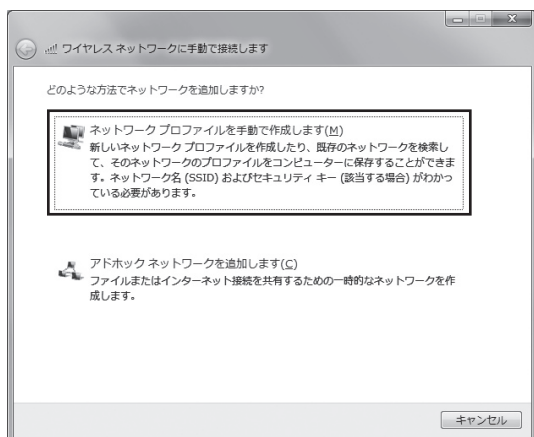 ワイヤレス ネットワークに手動で接続します
どのような方法でネットワークを追加しますか?
ネットワーク プロファイルを手動で作成します(M)
新しいネットワーク プロファイルを作成したり、既存のネットワークを検索し
て、そのネットワークのプロファイルをコンピューターに保存することができま
す。ネットワーク名 (SSID) およびセキュリティ キー (該当する場合) がわかっ
ている必要があります。
アドホック ネットワークを追加します(C)
ファイルまたはインターネット接続を共有するための一時的なネットワークを作
成します。
キャンセル